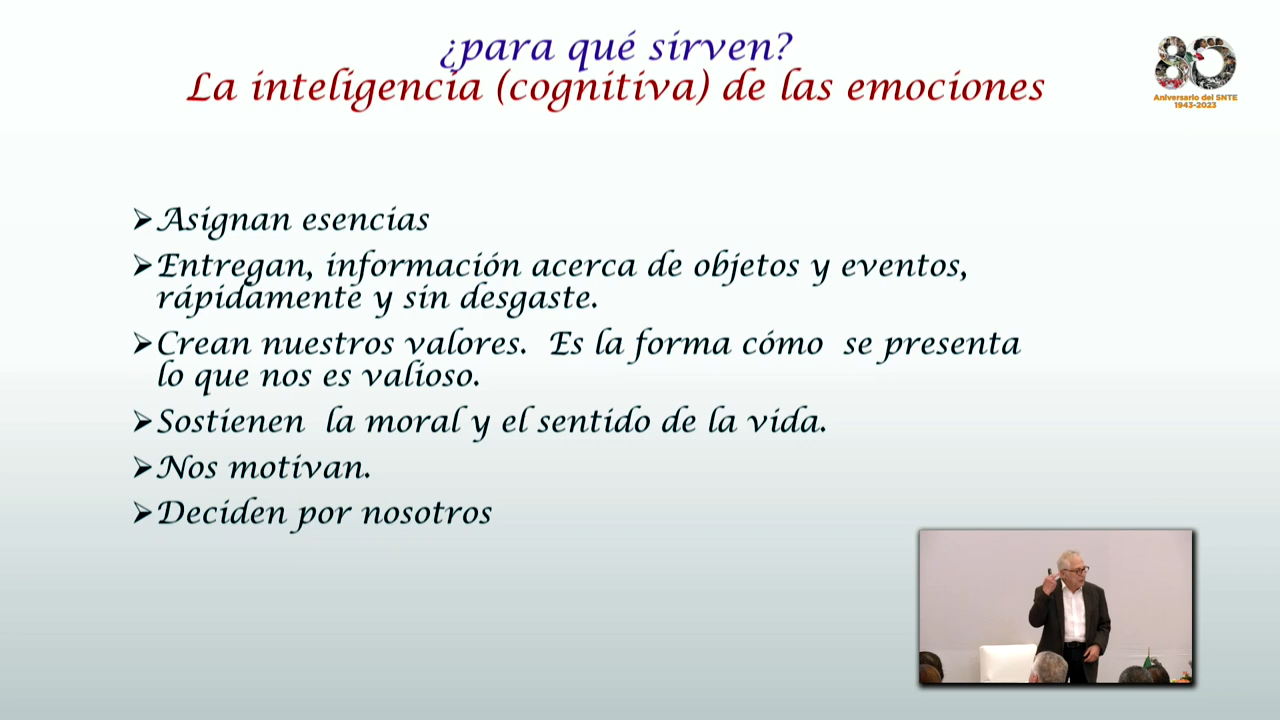 ¿para qué sirven?
La inteligencia (cognitiva) de las emociones
80
Aniversario del SNTE
1943-2023
➢Asignan esencias
➢Entregan, información acerca de objetos y eventos,
rápidamente y sin desgaste.
➢Crean nuestros valores.  Es la forma cómo  se presenta
lo que nos es valioso.
➢Sostienen  la moral y el sentido de la vida.
➢Nos motivan.
➢Deciden por nosotros